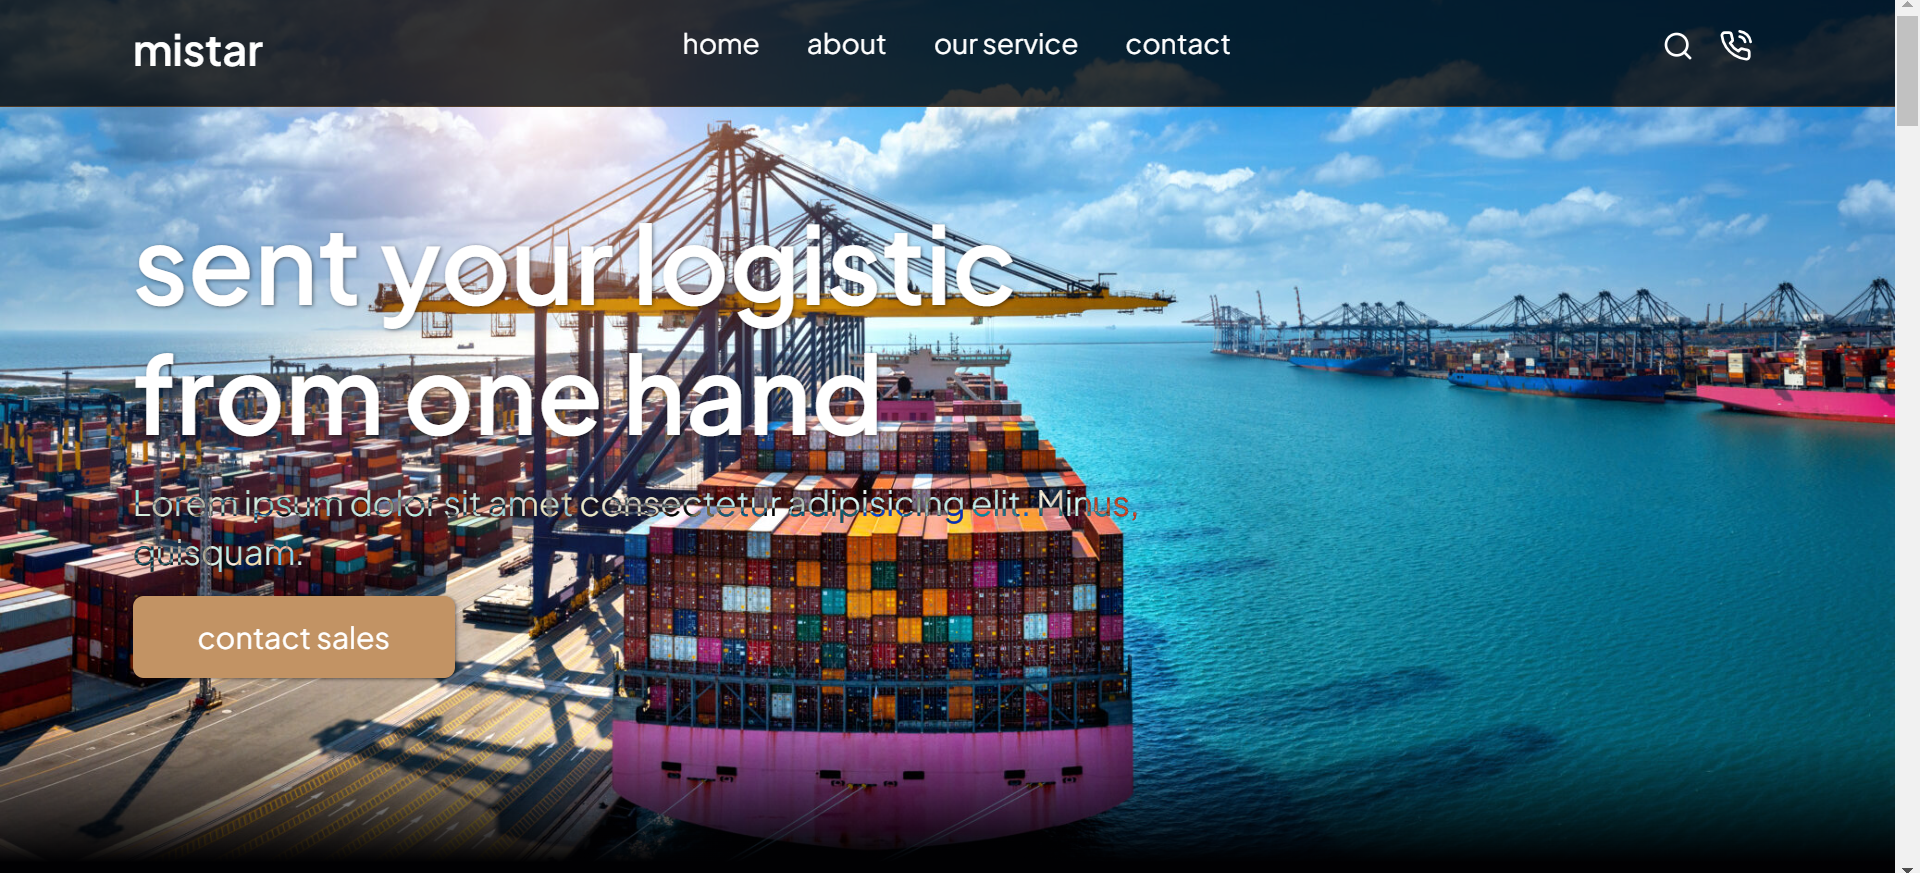 mistar
home about our service contact
sent your logistic
from one hand
Lorem ipsum dolor sit amet consectetur adipisicing elit. Minus,
quisquam.
contact sales